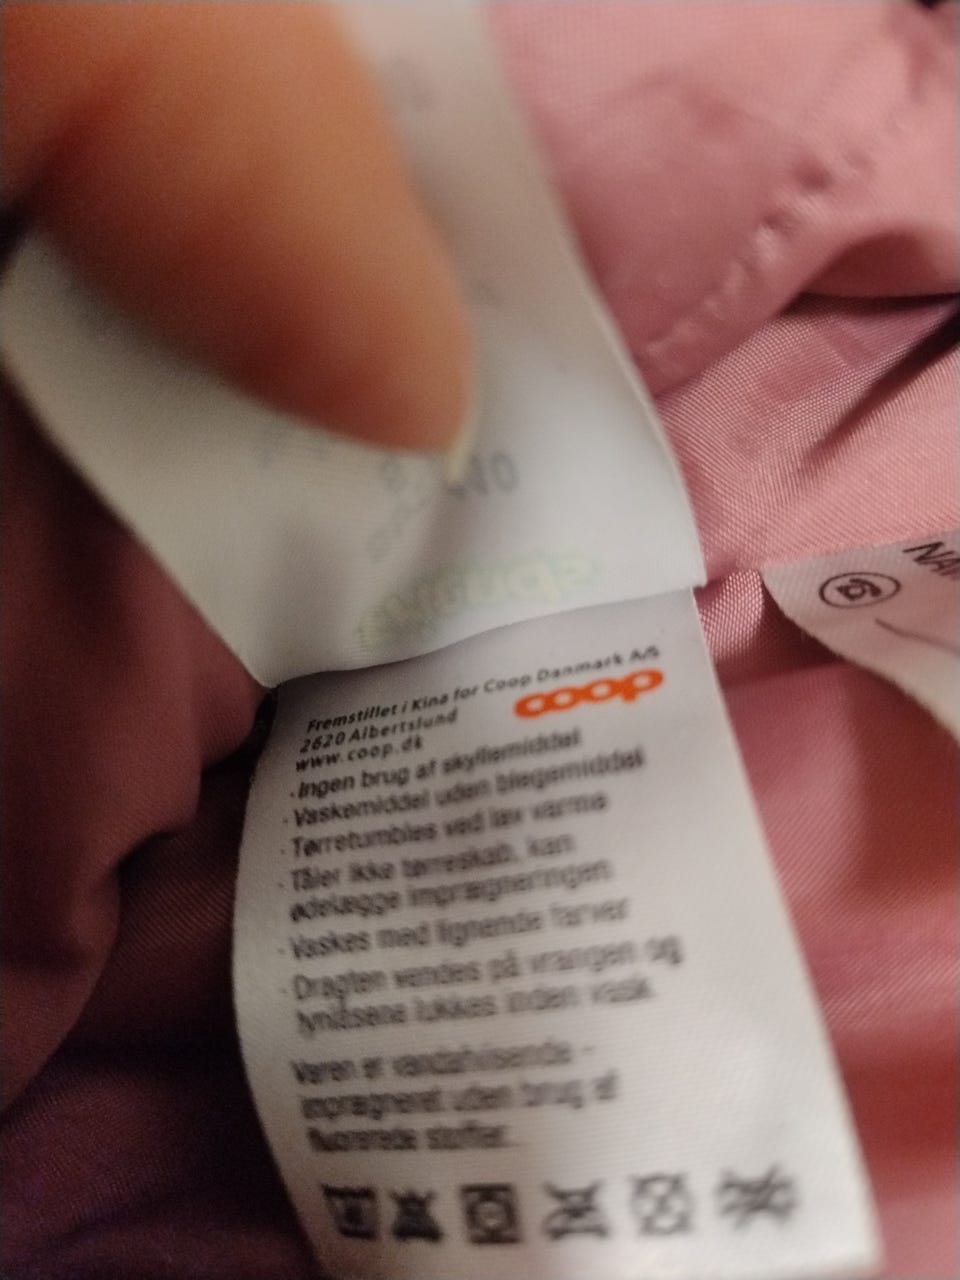 Fremstillet i Kina for Coop Danmark A/S
2620 Albertslund
www.coop.dk
coop
· Ingen brug af skyllemiddel
· Vaskemiddel uden blegemiddel
· Tørretumbles ved lav varme
· Tåler ikke tørreskab, kan
ødelægge imprægneringen
· Vaskes med lignende farver
· Dragten vendes på vrangen og
lynlåsene lukkes inden vask
Varen er vandafvisende -
imprægneret uden brug af
fluorerede stoffer.